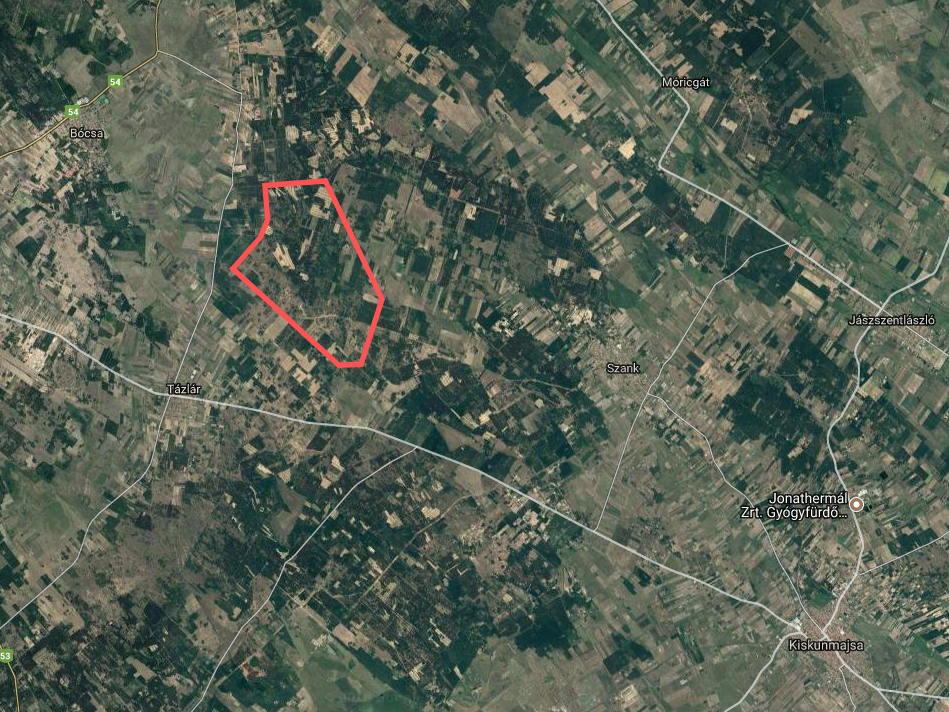 Móricgát
54
54
Bócsa
Jászszentlászló
Szank
Tázlár
Jonathermál
Zrt. Gyógyfürdő...
Kiskunmajsa
53